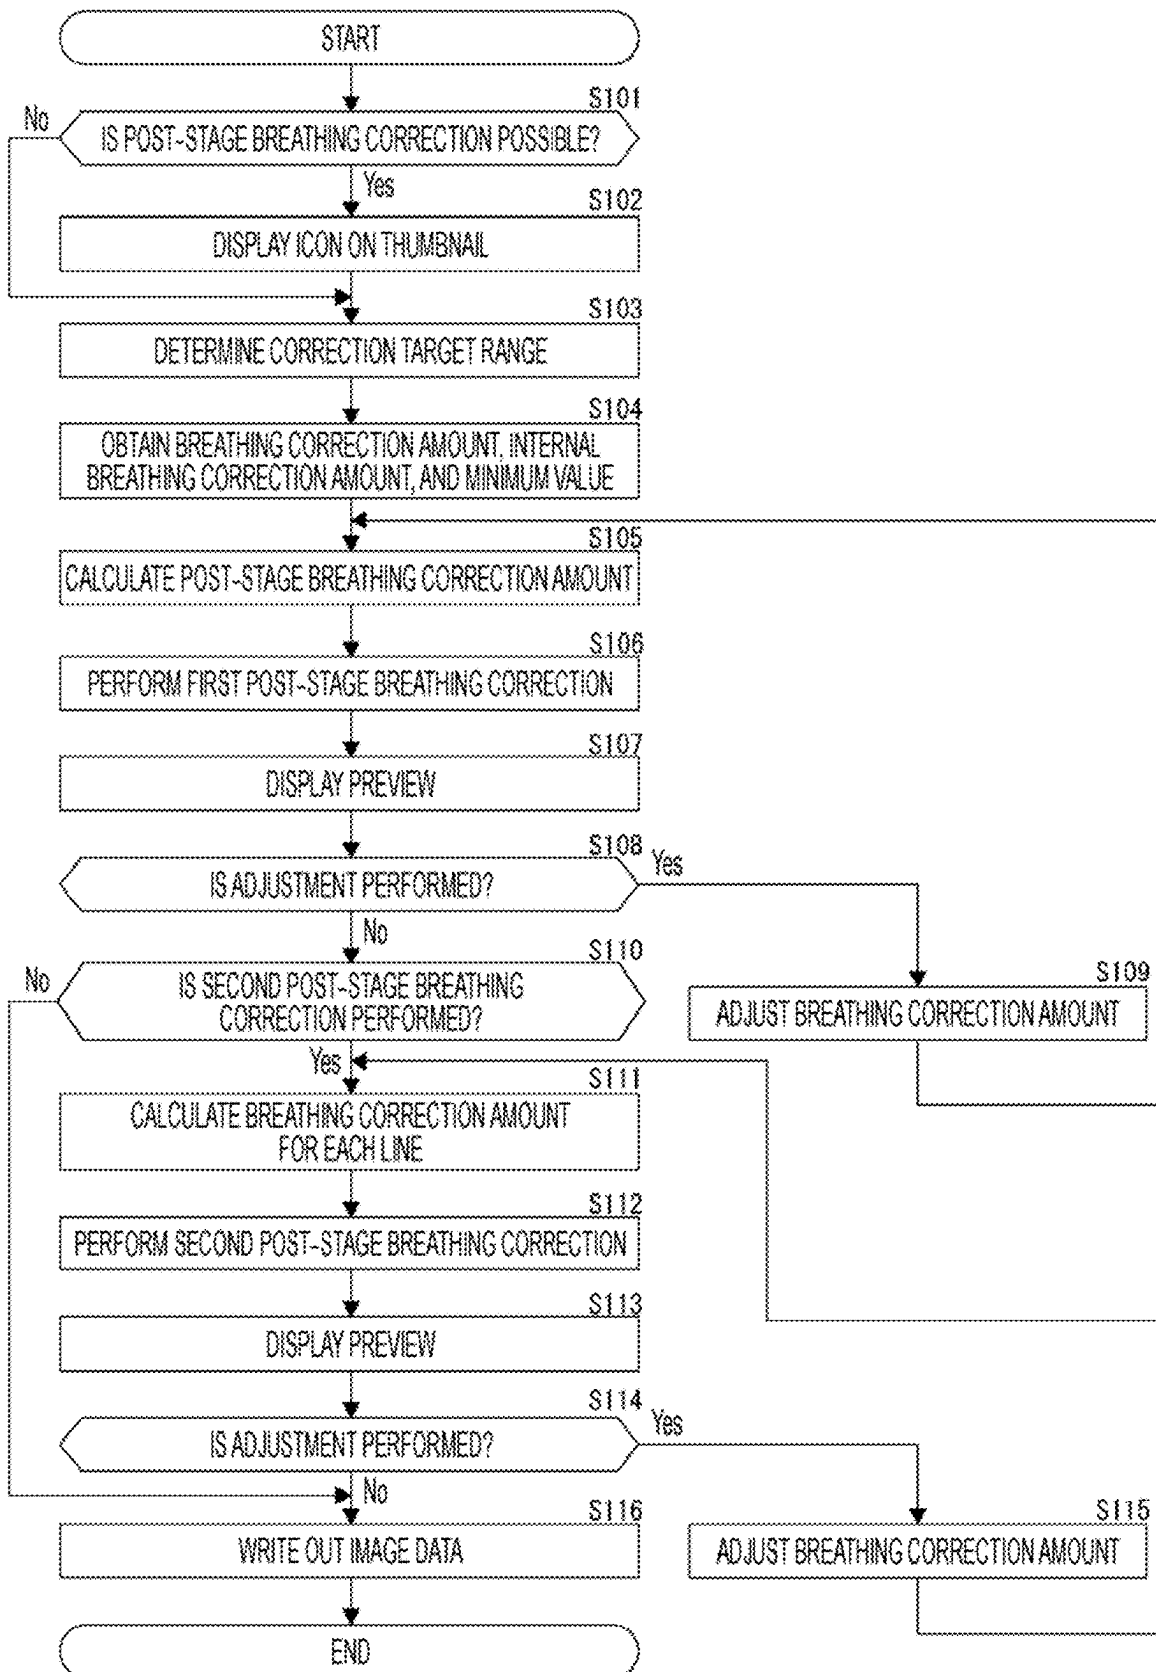 START
S101
No
IS POST-STAGE BREATHING CORRECTION POSSIBLE?
Yes
S102
DISPLAY ICON ON THUMBNAIL
S103
DETERMINE CORRECTION TARGET RANGE
S104
OBTAIN BREATHING CORRECTION AMOUNT, INTERNAL
BREATHING CORRECTION AMOUNT, AND MINIMUM VALUE
S105
CALCULATE POST-STAGE BREATHING CORRECTION AMOUNT
S106
PERFORM FIRST POST-STAGE BREATHING CORRECTION
S107
DISPLAY PREVIEW
S108
Yes
IS ADJUSTMENT PERFORMED?
No
S110
No
IS SECOND POST-STAGE BREATHING
CORRECTION PERFORMED?
S109
ADJUST BREATHING CORRECTION AMOUNT
Yes
S111
CALCULATE BREATHING CORRECTION AMOUNT
FOR EACH LINE
S112
PERFORM SECOND POST-STAGE BREATHING CORRECTION
S113
DISPLAY PREVIEW
S114
Yes
IS ADJUSTMENT PERFORMED?
No
S116
WRITE OUT IMAGE DATA
S115
ADJUST BREATHING CORRECTION AMOUNT
END